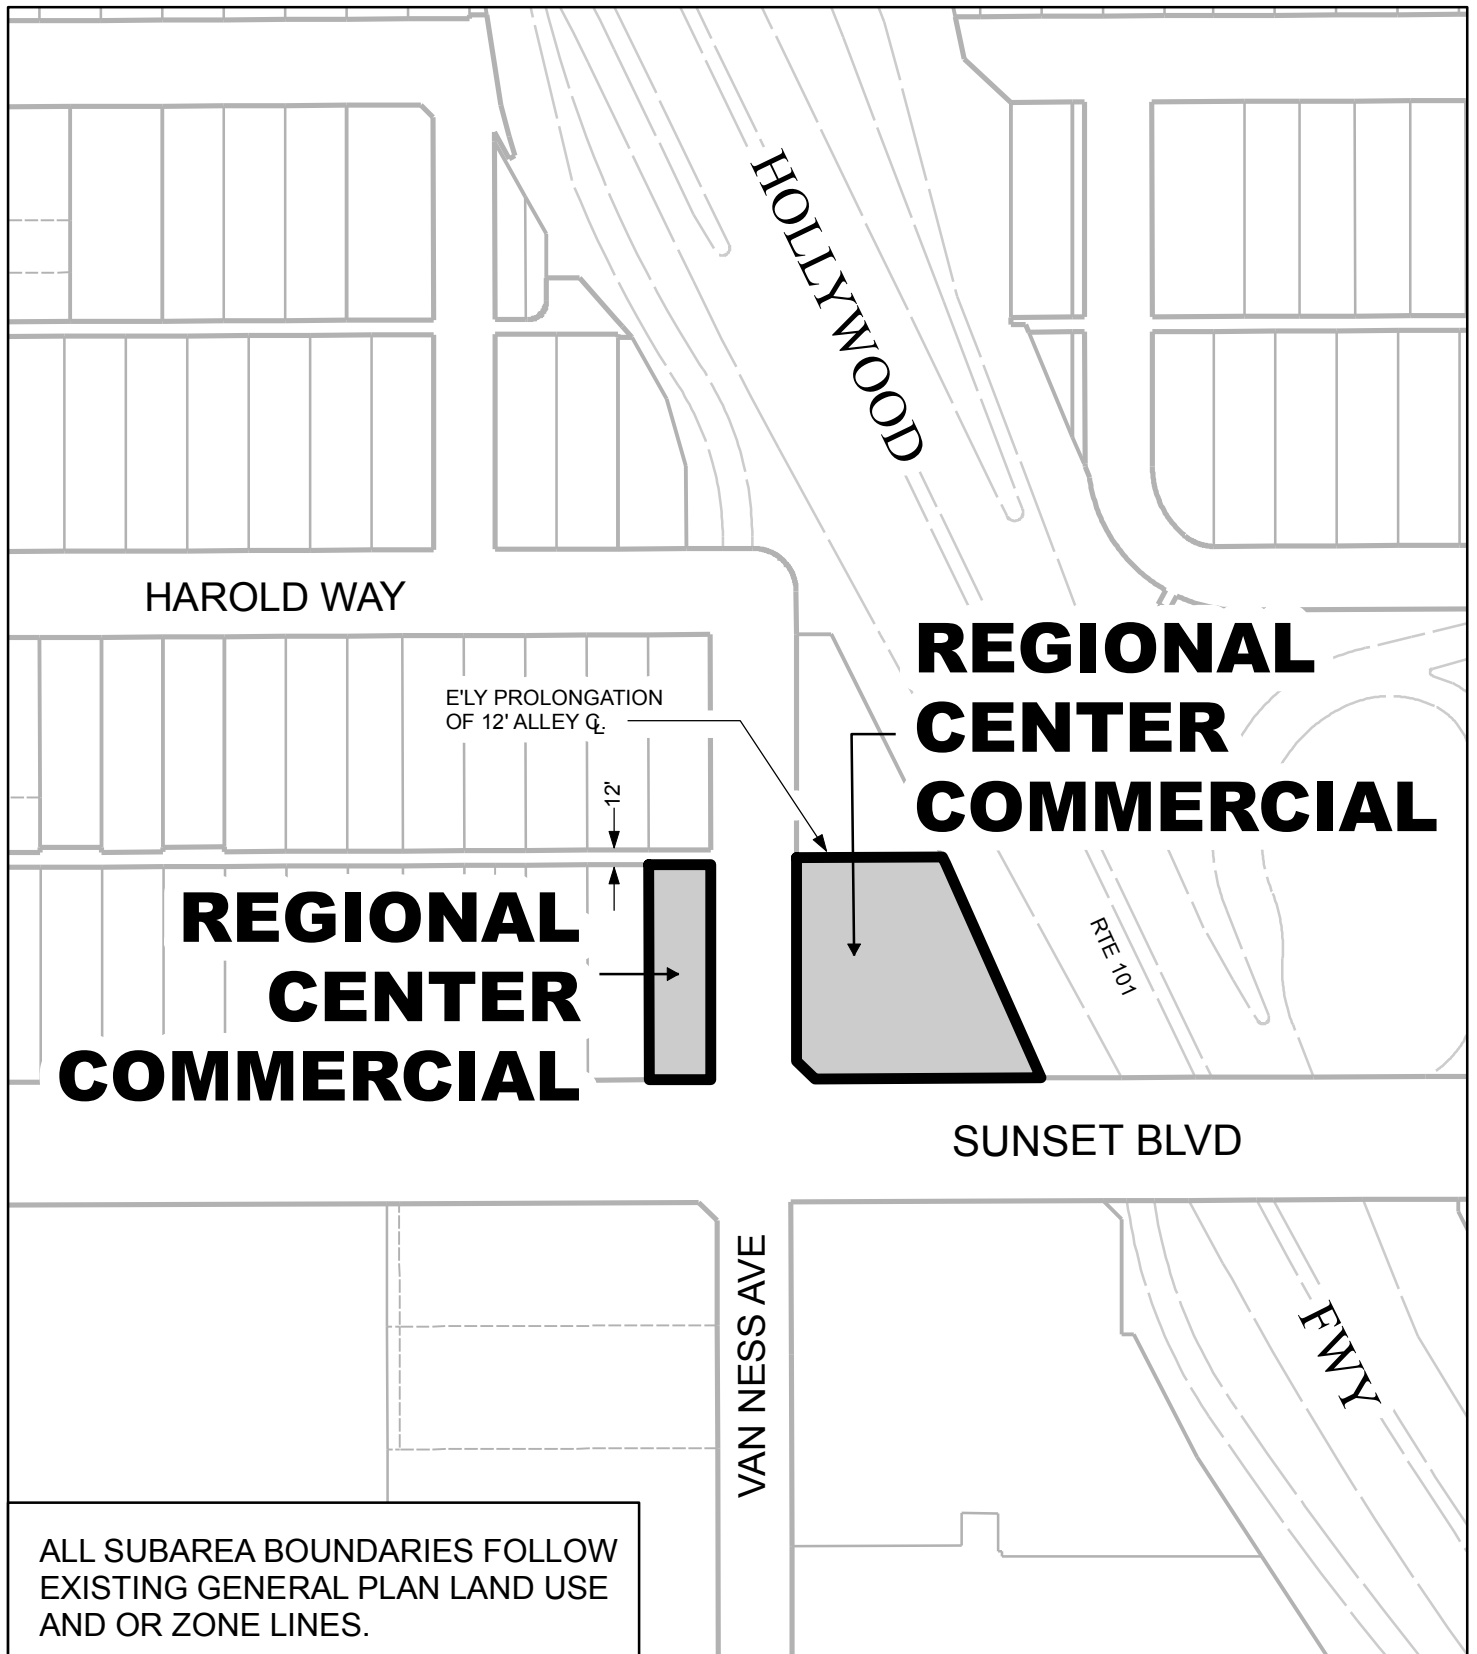 HOLLYWOOD
HAROLD WAY
REGIONAL
CENTER
COMMERCIAL
E'LY PROLONGATION
OF 12' ALLEY ℄.
12'
REGIONAL
CENTER
COMMERCIAL
RTE 101
SUNSET BLVD
VAN NESS AVE
FWY
ALL SUBAREA BOUNDARIES FOLLOW
EXISTING GENERAL PLAN LAND USE
AND OR ZONE LINES.